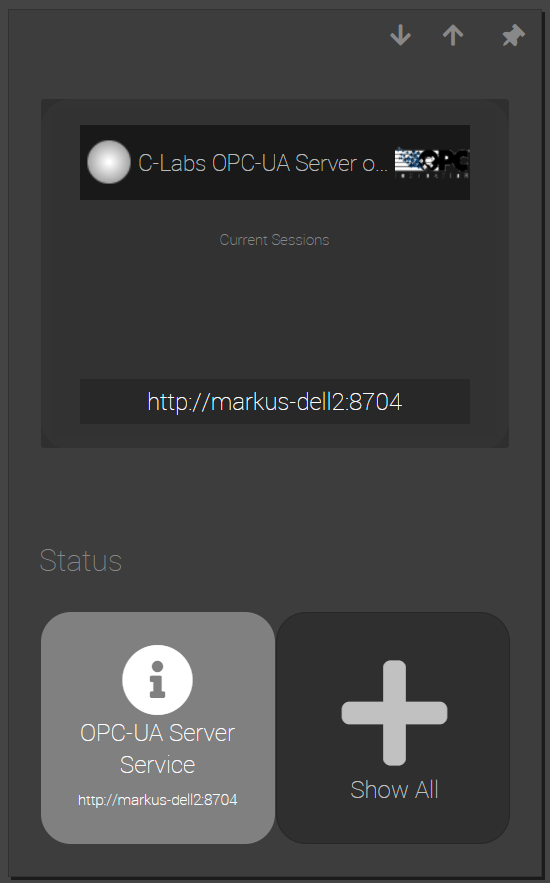 C-Labs OPC-UA Server o...
OPC
Current Sessions
http://markus-dell2:8704
Status
OPC-UA Server
Service
http://markus-dell2:8704
Show All